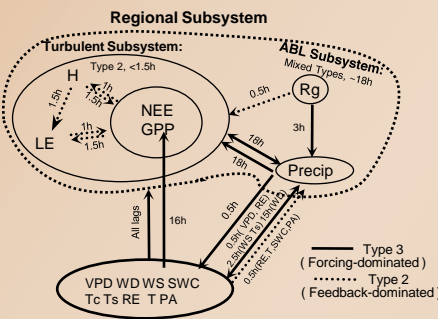 Regional Subsystem
Turbulent Subsystem:
ABL Subsystem:
Type 2, <1.5h
Mixed Types, ~18h
H
1.5h
1h
1.5h
LE
1h
1.5h
NEE
GPP
0.5h
Rg
3h
18h
18h
Precip
All lags
16h
0.5h
0.5h( VPD, RE)
2.5h(WS Ts) 15h(WD)
0.5h(RE,T,SWC,PA)
Type 3
( Forcing-dominated )
Type 2
( Feedback-dominated )
VPD WD WS SWC
Tc Ts RE T PA